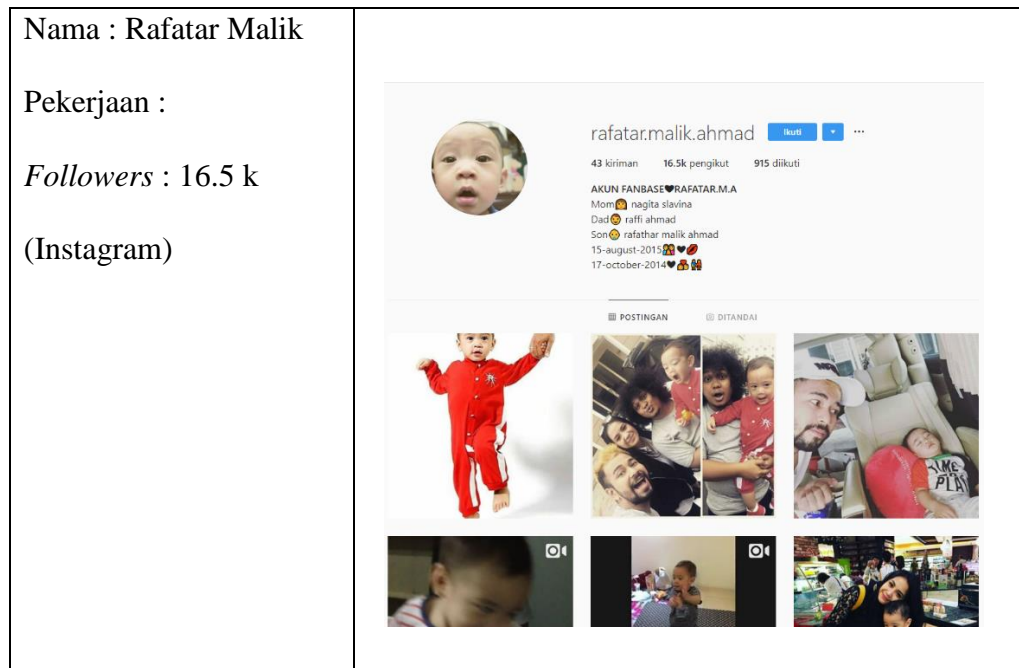 Nama : Rafatar Malik
Pekerjaan :
Followers : 16.5 k
(Instagram)
rafatar.malik.ahmad Ikuti
43 kiriman 16.5k pengikut 915 diikuti
AKUN FANBASE🖤RAFATAR.M.A
Mom👩 nagita slavina
Dad👨 raffi ahmad
Son👶 rafathar malik ahmad
15-august-2015👪🖤💋
17-october-2014🖤
POSTINGAN DITANDAI
TIME
PLAY